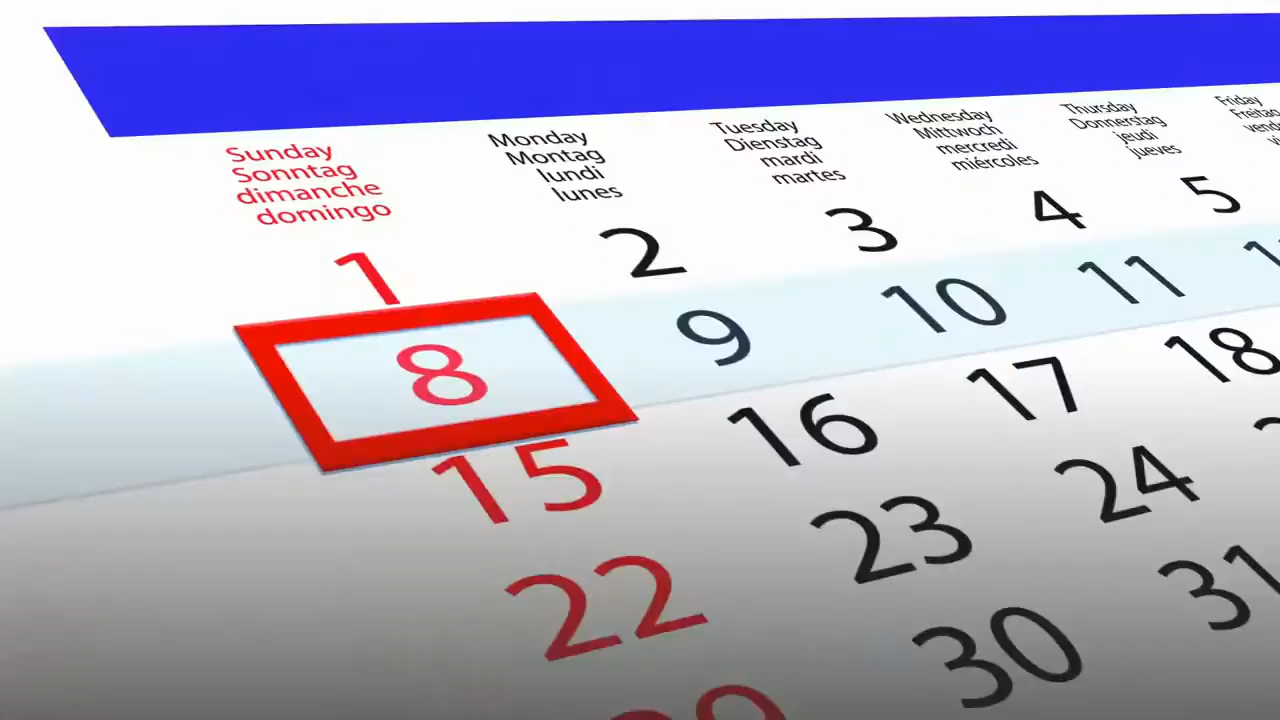 Sunday Monday Tuesday Wednesday Thursday Friday
Sonntag Montag Dienstag Mittwoch Donnerstag
dimanche lundi mardi mercredi jeudi
domingo lunes martes miércoles jueves
1 2 3 4 5
8 9 10 11
15 16 17 18
22 23 24
30 31